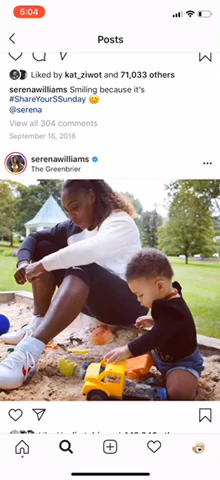 5:04
Posts
Liked by kat_ziwot and 71,033 others
serenawilliams Smiling because it's
#ShareYourSSunday
@serena
View all 304 comments
September 16, 2018
serenawilliams
The Greenbrier